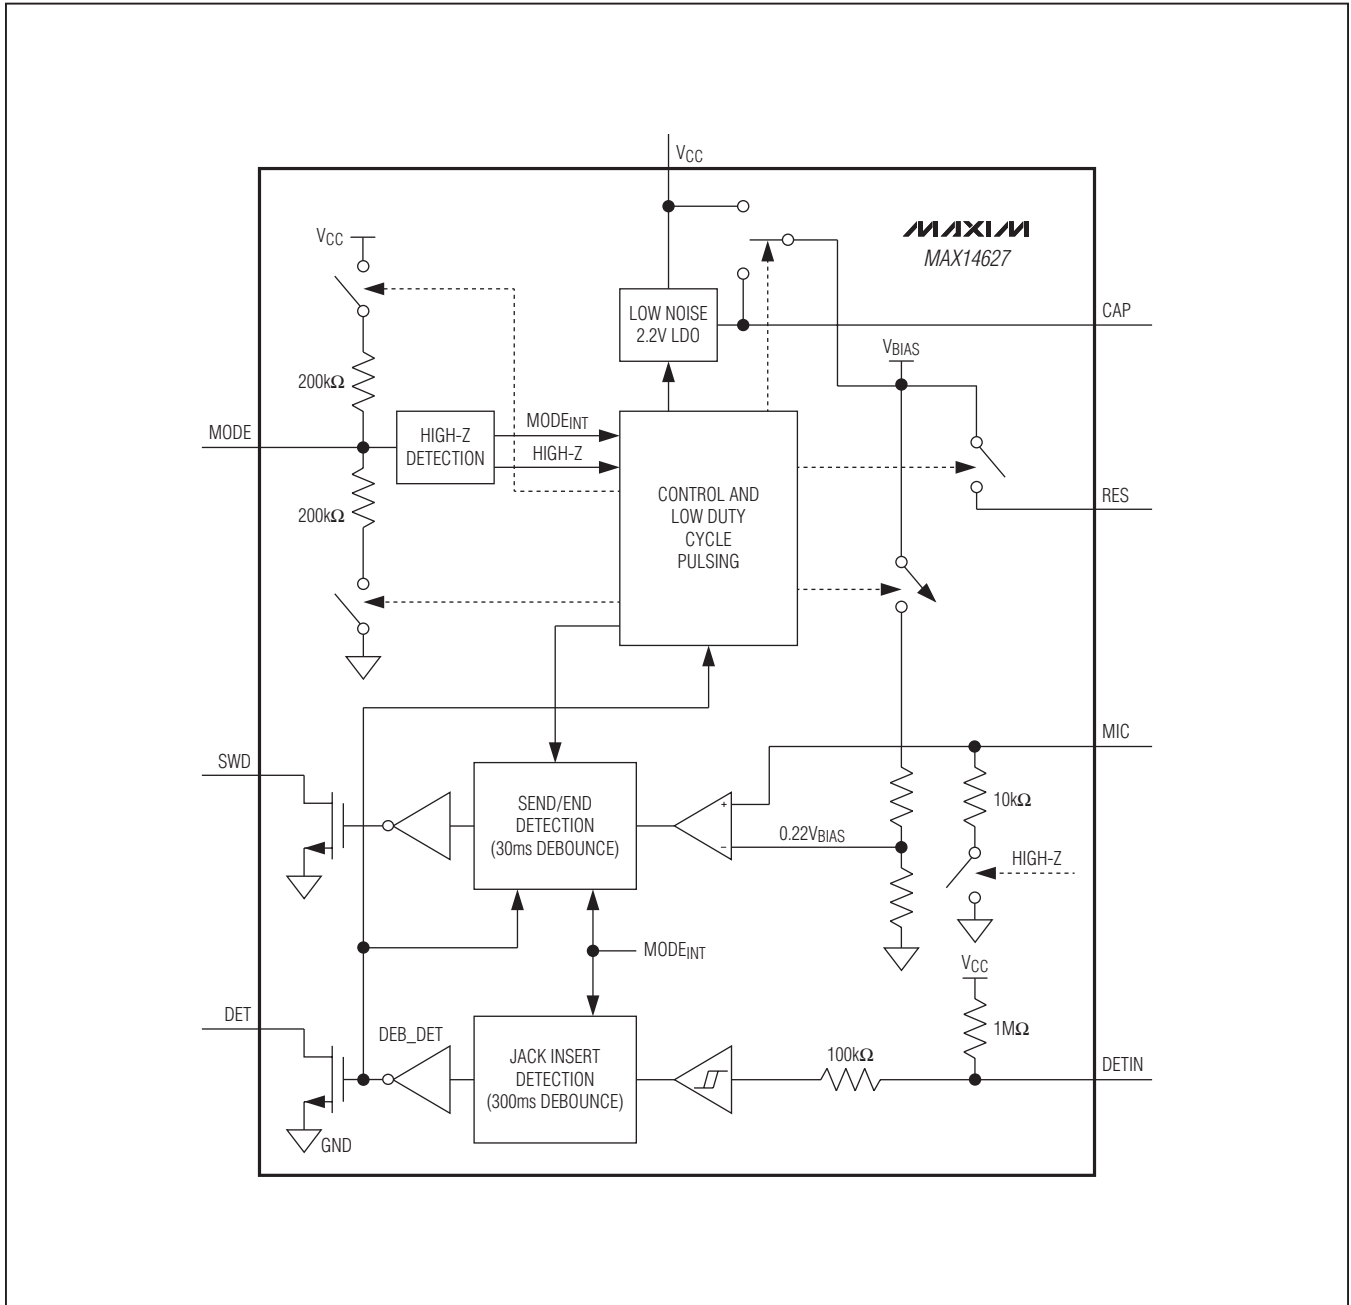 VCC
MAXIM
MAX14627
VCC
LOW NOISE
2.2V LDO
CAP
VBIAS
200kΩ
MODE
HIGH-Z
DETECTION
MODEINT
HIGH-Z
CONTROL AND
LOW DUTY
CYCLE
PULSING
RES
200kΩ
MIC
SWD
SEND/END
DETECTION
(30ms DEBOUNCE)
+
−
0.22VBIAS
10kΩ
HIGH-Z
MODEINT
VCC
1MΩ
DET
DEB_DET
JACK INSERT
DETECTION
(300ms DEBOUNCE)
100kΩ
DETIN
GND